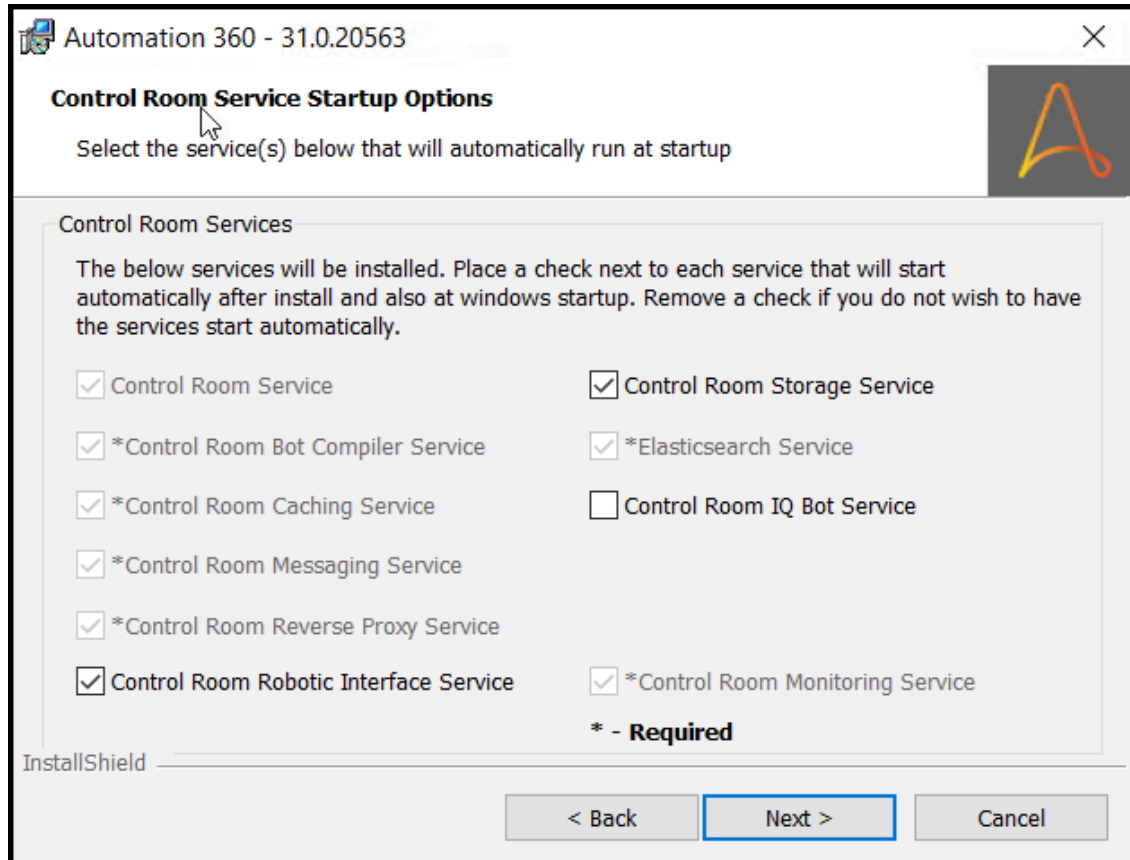 Automation 360 - 31.0.20563
Control Room Service Startup Options
Select the service(s) below that will automatically run at startup
Control Room Services
The below services will be installed. Place a check next to each service that will start
automatically after install and also at windows startup. Remove a check if you do not wish to have
the services start automatically.
Control Room Service
Control Room Storage Service
*Control Room Bot Compiler Service
*Elasticsearch Service
*Control Room Caching Service
Control Room IQ Bot Service
*Control Room Messaging Service
*Control Room Reverse Proxy Service
Control Room Robotic Interface Service
*Control Room Monitoring Service
* - Required
InstallShield
< Back
Next >
Cancel